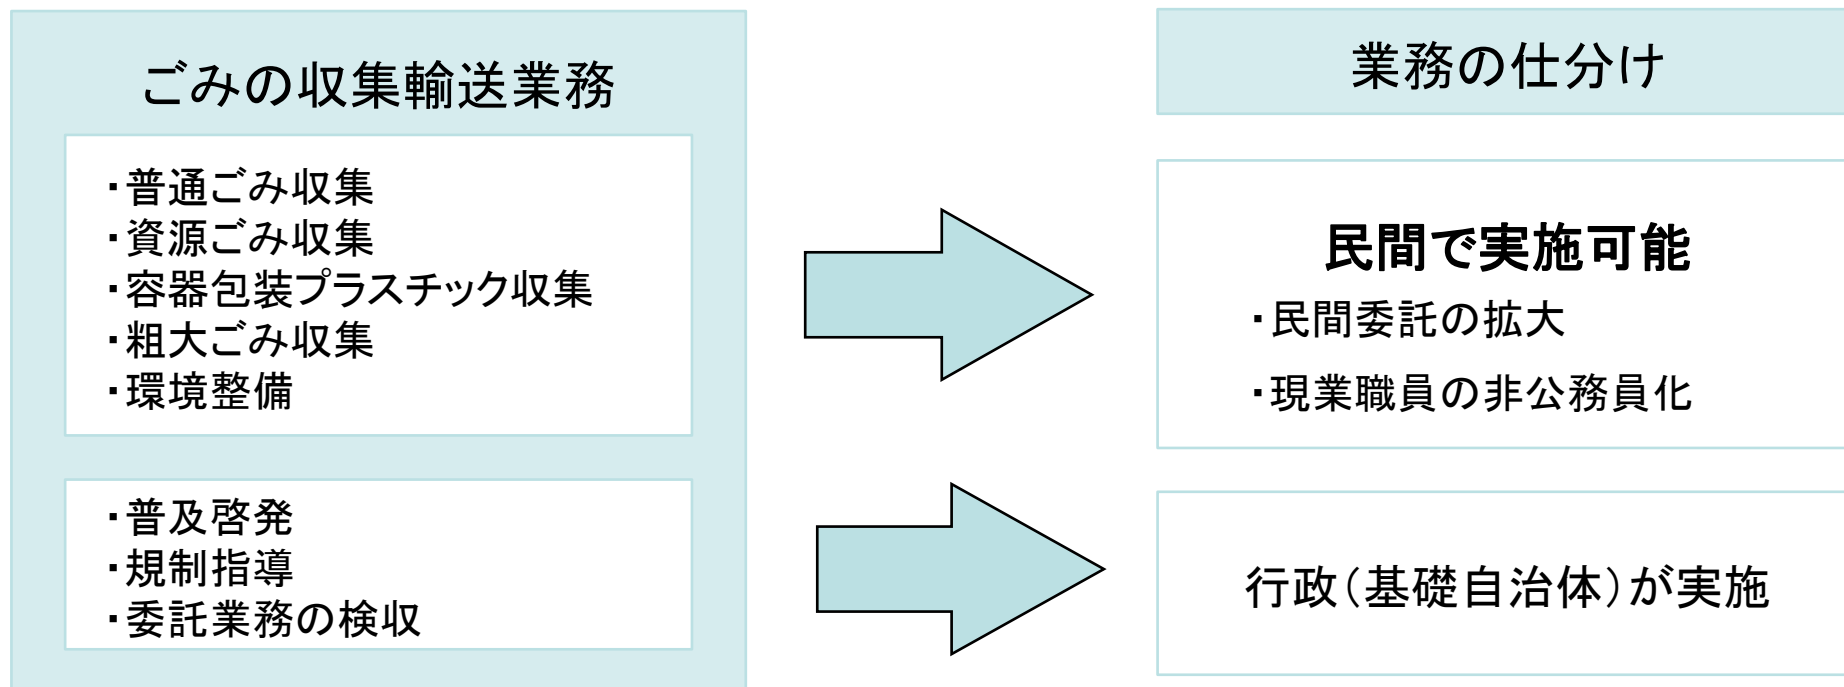 ごみの収集輸送業務
・普通ごみ収集
・資源ごみ収集
・容器包装プラスチック収集
・粗大ごみ収集
・環境整備
・普及啓発
・規制指導
・委託業務の検収
業務の仕分け
民間で実施可能
・民間委託の拡大
・現業職員の非公務員化
行政（基礎自治体）が実施